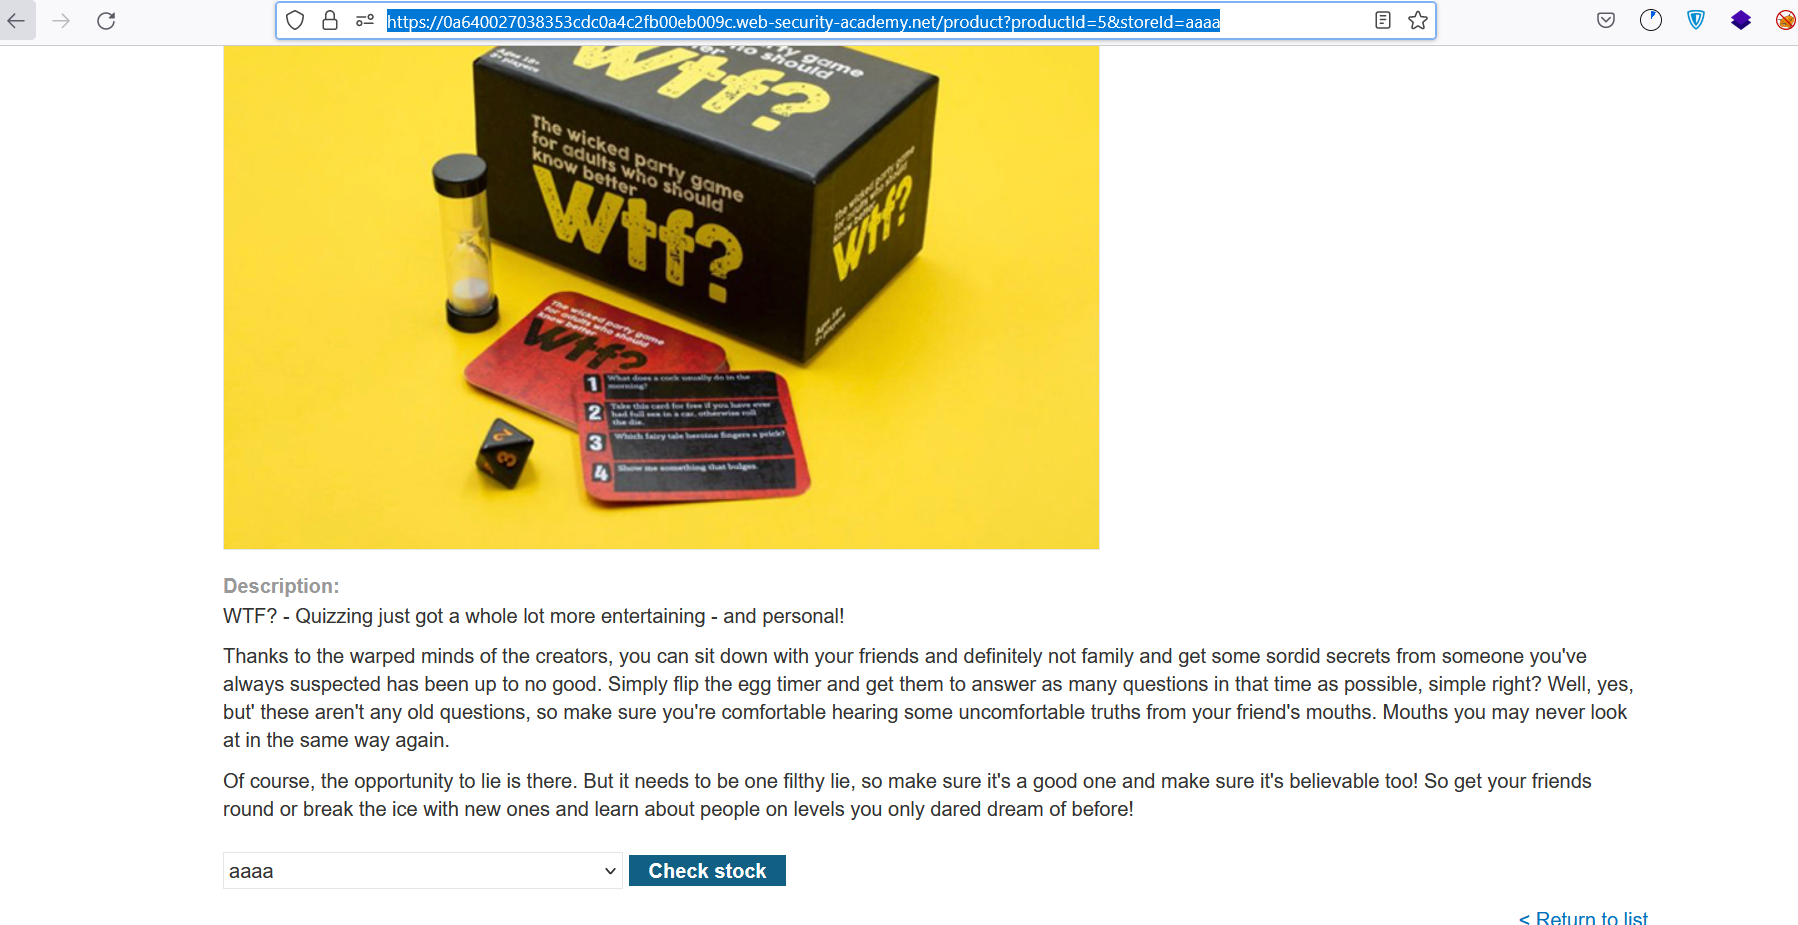 https://0a640027038353cdc0a4c2fb00eb009c.web-security-academy.net/product?productId=5&storeId=aaaa
Ages 18+
2+ players
ty game
should
Wtf?
The wicked party game
for adults who should
know better
Wtf?
The wicked party game
for adults who should
know better
Wtf?
Ages 18+
The wicked party game
for adults who should
know better
Wtf?
1 What does a cock usually do in the
morning?
2 Take this card for free if you have ever
had full sex in a car, otherwise roll
the die.
3 Which fairy tale heroine fingers a prick?
4 Show me something that bulges.
2
3
Description:
WTF? - Quizzing just got a whole lot more entertaining - and personal!
Thanks to the warped minds of the creators, you can sit down with your friends and definitely not family and get some sordid secrets from someone you've
always suspected has been up to no good. Simply flip the egg timer and get them to answer as many questions in that time as possible, simple right? Well, yes,
but' these aren't any old questions, so make sure you're comfortable hearing some uncomfortable truths from your friend's mouths. Mouths you may never look
at in the same way again.
Of course, the opportunity to lie is there. But it needs to be one filthy lie, so make sure it's a good one and make sure it's believable too! So get your friends
round or break the ice with new ones and learn about people on levels you only dared dream of before!
aaaa
Check stock
< Return to list